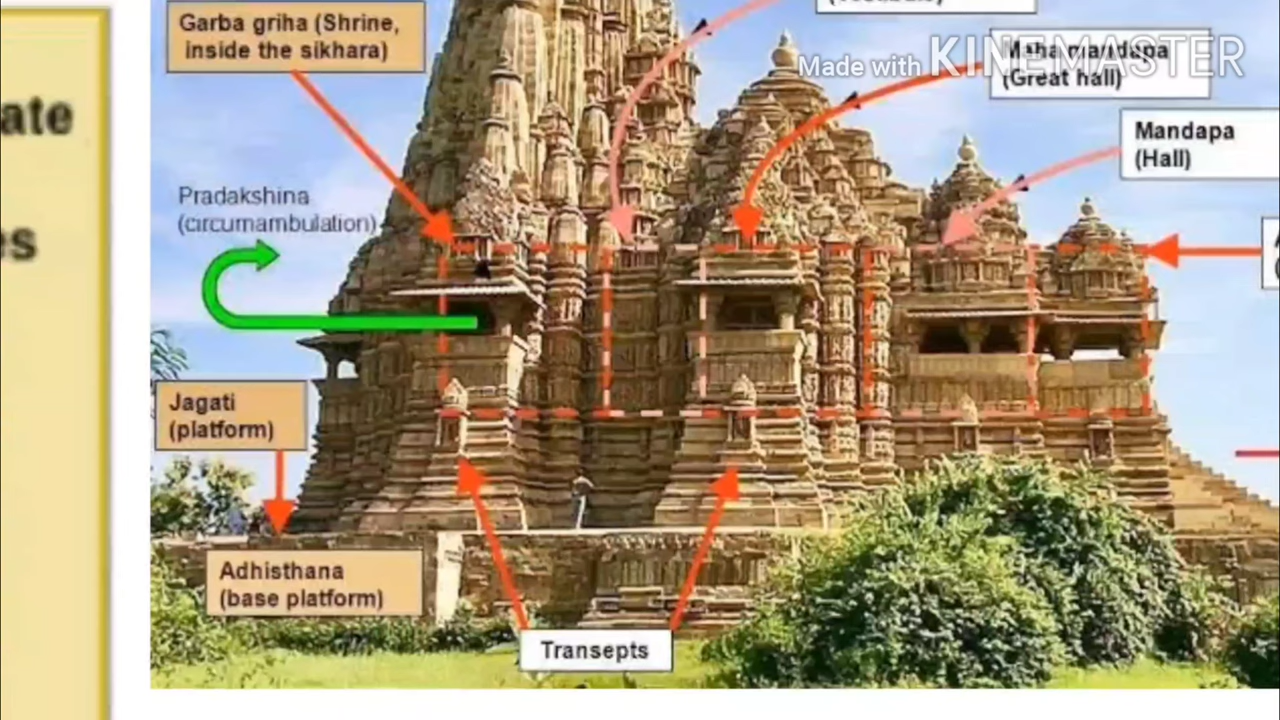 ate
es
Garba griha (Shrine,
inside the sikhara)
Made with KINEMASTER
Maha mandapa
(Great hall)
Mandapa
(Hall)
Pradakshina
(circumambulation)
Jagati
(platform)
Adhisthana
(base platform)
Transepts